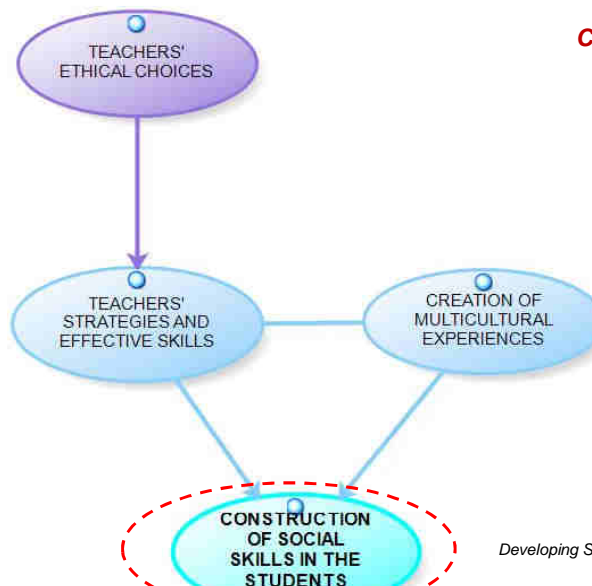 TEACHERS'
ETHICAL CHOICES
C
TEACHERS'
STRATEGIES AND
EFFECTIVE SKILLS
CREATION OF
MULTICULTURAL
EXPERIENCES
CONSTRUCTION
OF SOCIAL
SKILLS IN THE
STUDENTS
Developing S